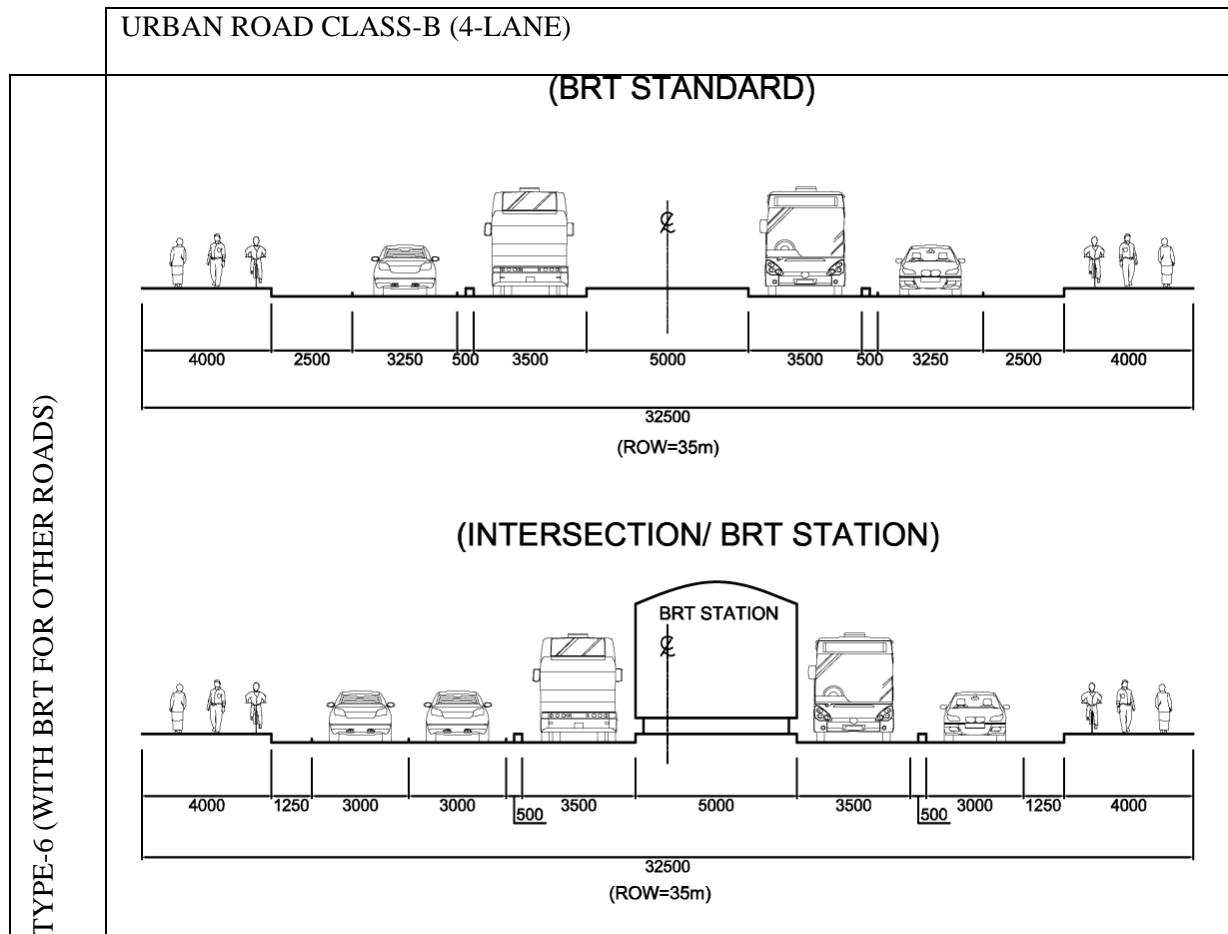 URBAN ROAD CLASS-B (4-LANE)
TYPE-6 (WITH BRT FOR OTHER ROADS)
(BRT STANDARD)
℄
4000 2500 3250 500 3500 5000 3500 500 3250 2500 4000
32500
(ROW=35m)
(INTERSECTION/ BRT STATION)
BRT STATION
℄
4000 1250 3000 3000 500 3500 5000 3500 500 3000 1250 4000
32500
(ROW=35m)